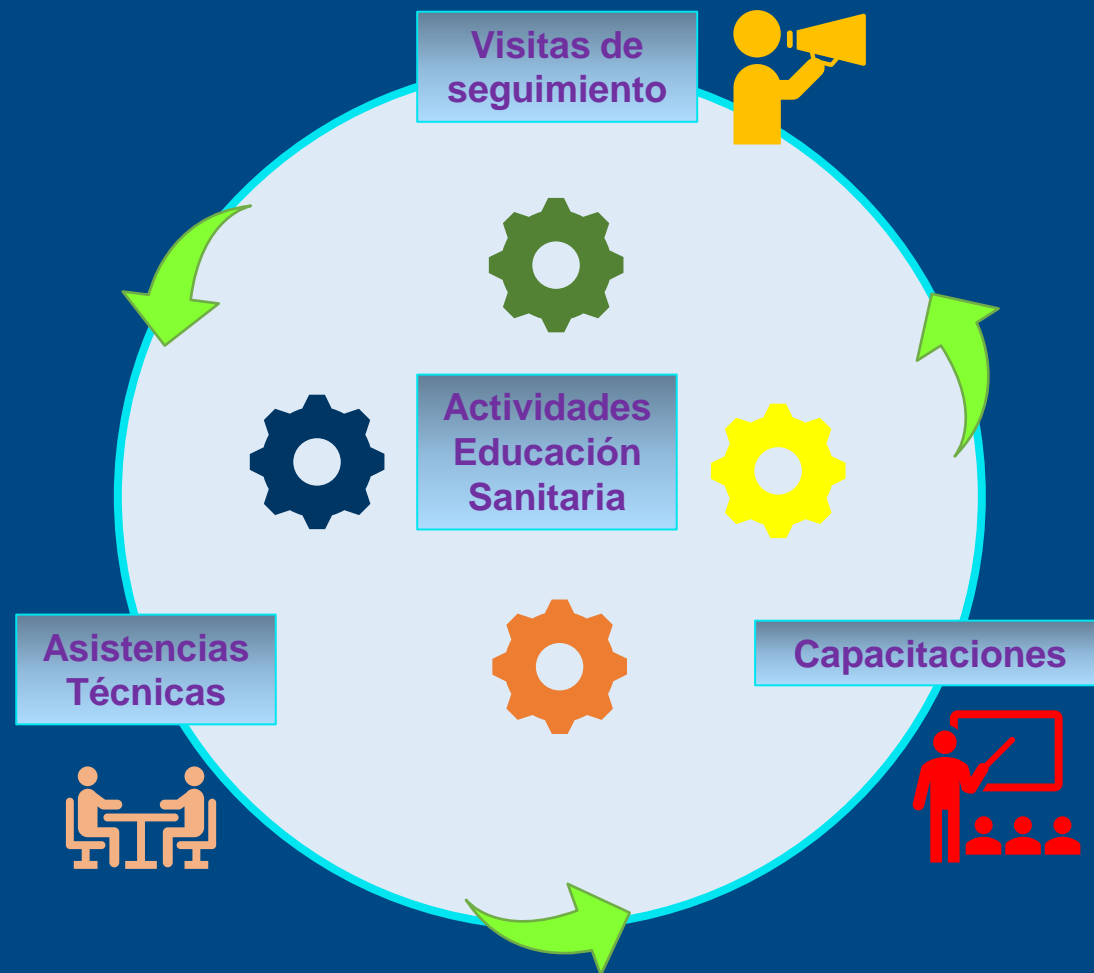 Visitas de
seguimiento
Actividades
Educación
Sanitaria
Asistencias
Técnicas
Capacitaciones